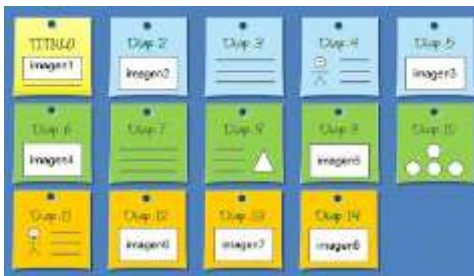 TITULO
imagen1
Diap.2
imagen2
Diap.3
Diap.4
Diap.5
imagen3
Diap.6
imagen4
Diap.7
Diap.
Diap.9
imagen5
Diap.10
Diap.11
Diap.12
imagen6
Diap.13
imagen7
Diap.14
imagen8